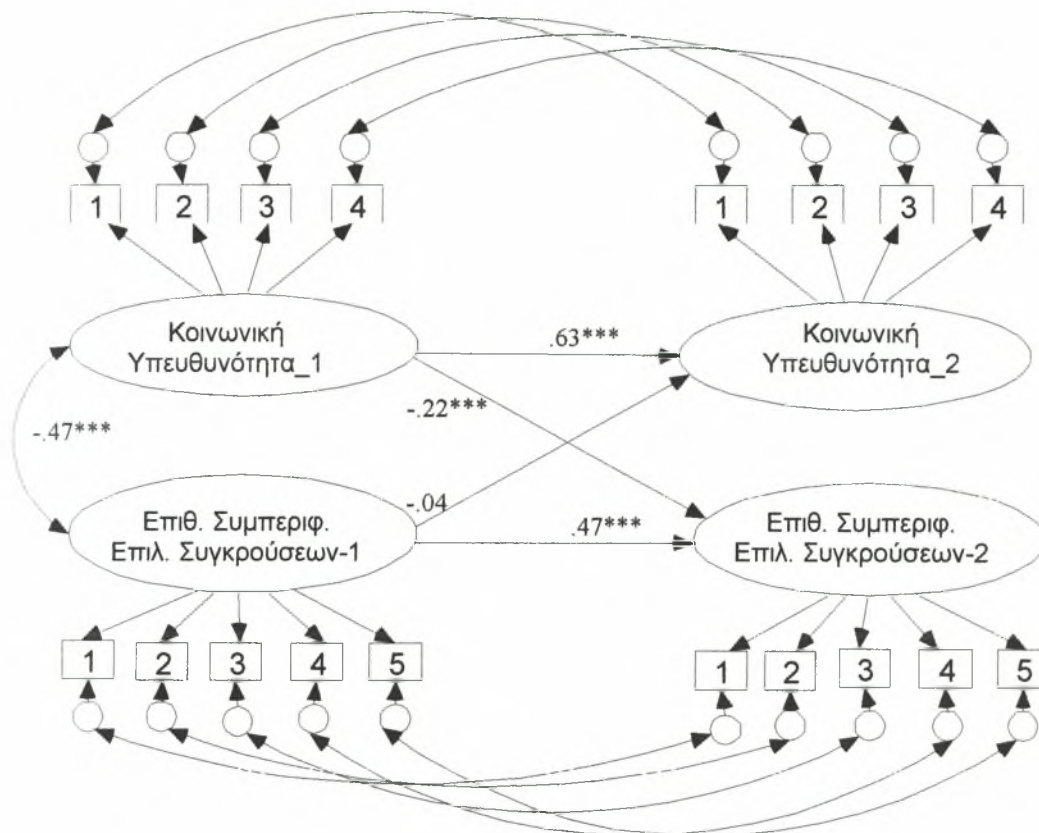 1 2 3 4 1 2 3 4
Κοινωνική
Υπευθυνότητα_1
.63***
Κοινωνική
Υπευθυνότητα_2
-.22***
-.47***
-.04
Επιθ. Συμπεριφ.
Επιλ. Συγκρούσεων-1
.47***
Επιθ. Συμπεριφ.
Επιλ. Συγκρούσεων-2
1 2 3 4 5 1 2 3 4 5